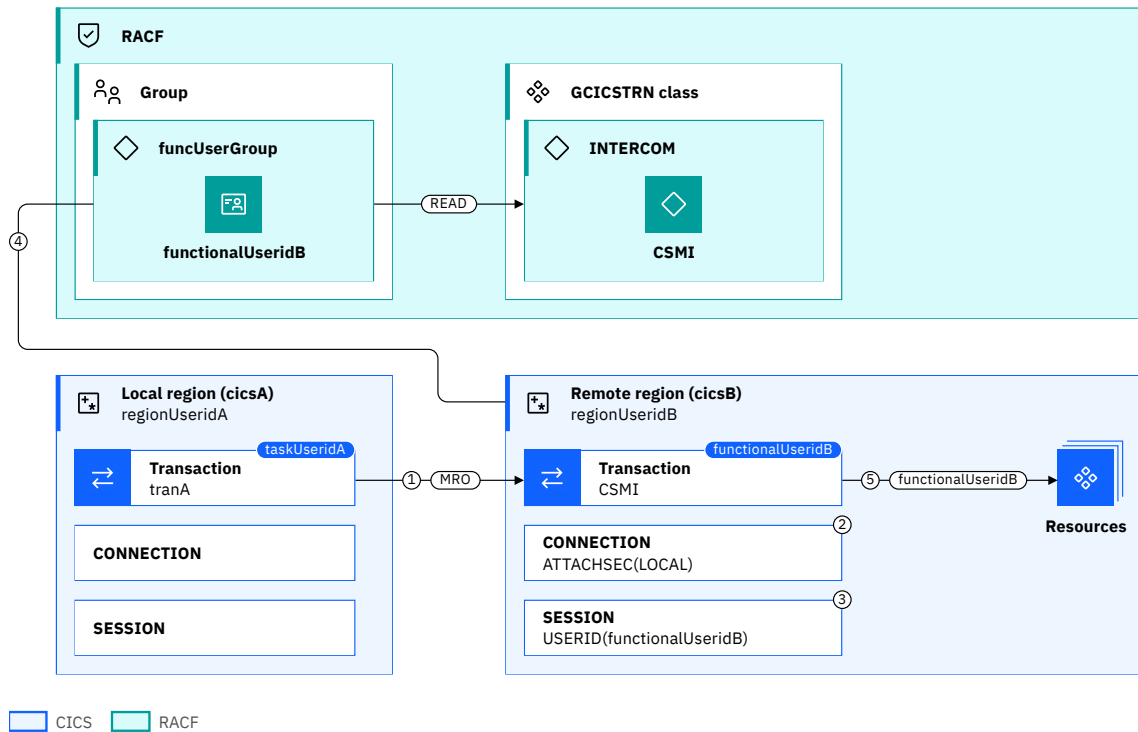 RACF
Group
GCICSTRN class
funcUserGroup
INTERCOM
READ
functionalUseridB
CSMI
4
Local region (cicsA)
regionUseridA
Remote region (cicsB)
regionUseridB
taskUseridA
functionalUseridB
Transaction
tranA
1
MRO
Transaction
CSMI
5
functionalUseridB
Resources
CONNECTION
2
CONNECTION
ATTACHSEC(LOCAL)
SESSION
3
SESSION
USERID(functionalUseridB)
CICS
RACF